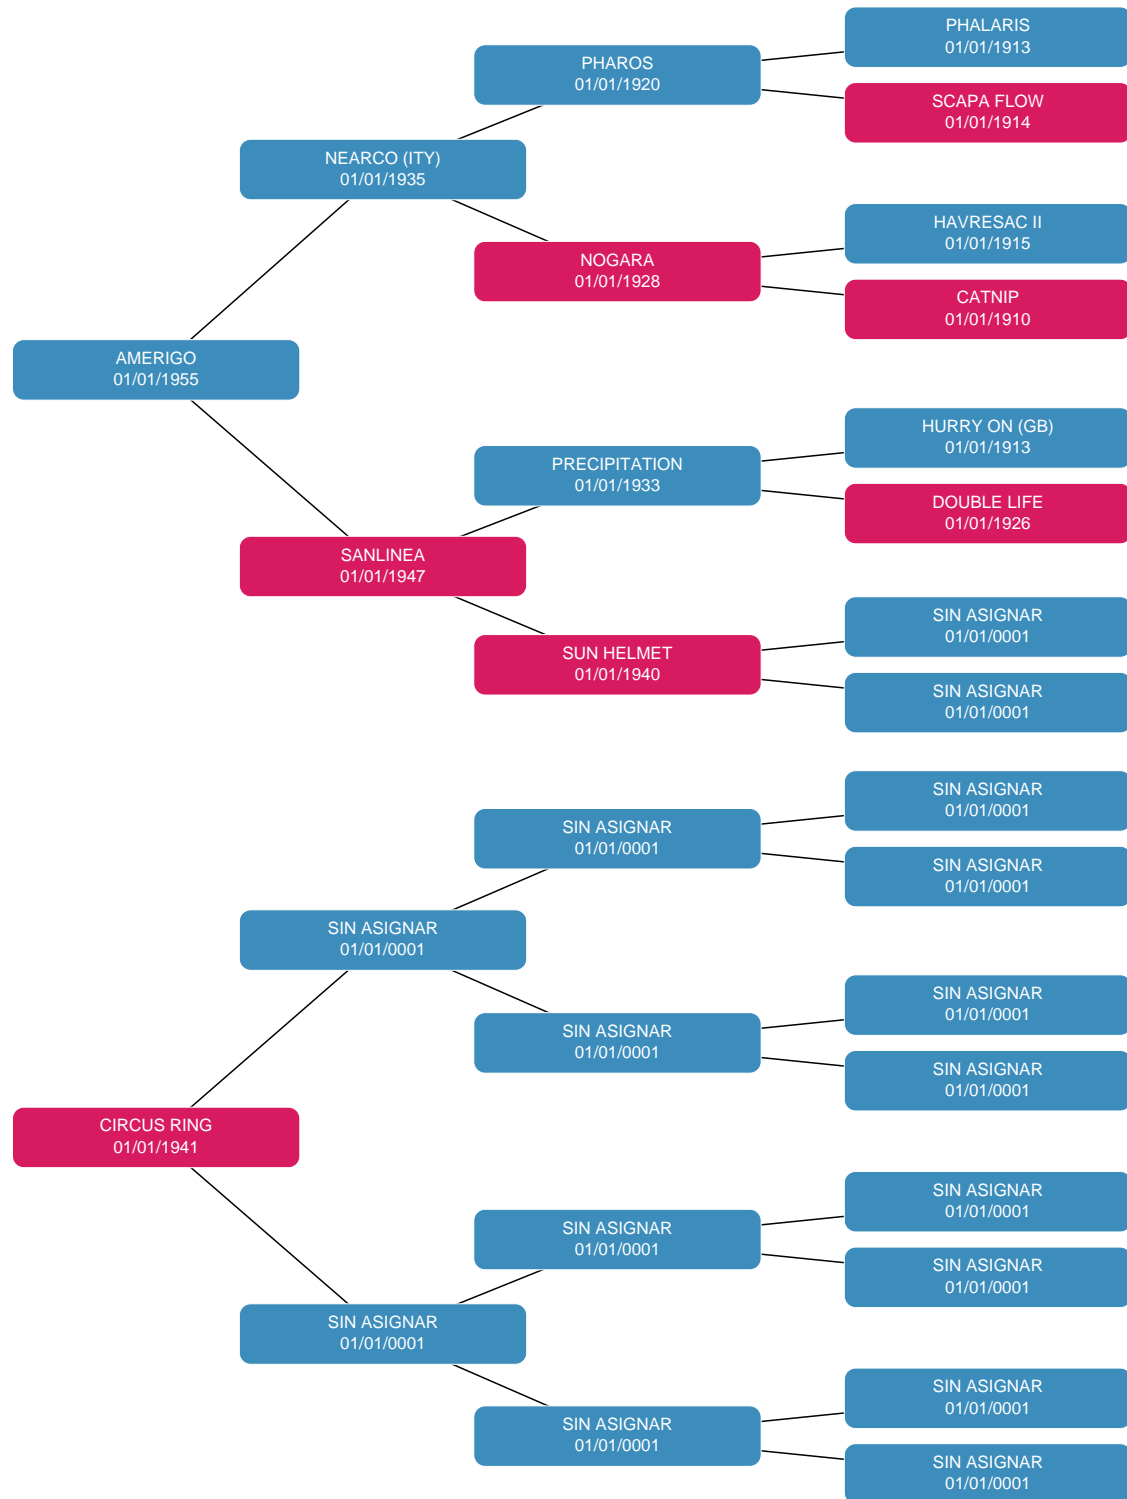 PHALARIS
01/01/1913
PHAROS
01/01/1920
SCAPA FLOW
01/01/1914
NEARCO (ITY)
01/01/1935
HAVRESAC II
01/01/1915
NOGARA
01/01/1928
CATNIP
01/01/1910
AMERIGO
01/01/1955
HURRY ON (GB)
01/01/1913
PRECIPITATION
01/01/1933
DOUBLE LIFE
01/01/1926
SANLINEA
01/01/1947
SIN ASIGNAR
01/01/0001
SUN HELMET
01/01/1940
SIN ASIGNAR
01/01/0001
SIN ASIGNAR
01/01/0001
SIN ASIGNAR
01/01/0001
SIN ASIGNAR
01/01/0001
SIN ASIGNAR
01/01/0001
SIN ASIGNAR
01/01/0001
SIN ASIGNAR
01/01/0001
SIN ASIGNAR
01/01/0001
CIRCUS RING
01/01/1941
SIN ASIGNAR
01/01/0001
SIN ASIGNAR
01/01/0001
SIN ASIGNAR
01/01/0001
SIN ASIGNAR
01/01/0001
SIN ASIGNAR
01/01/0001
SIN ASIGNAR
01/01/0001
SIN ASIGNAR
01/01/0001